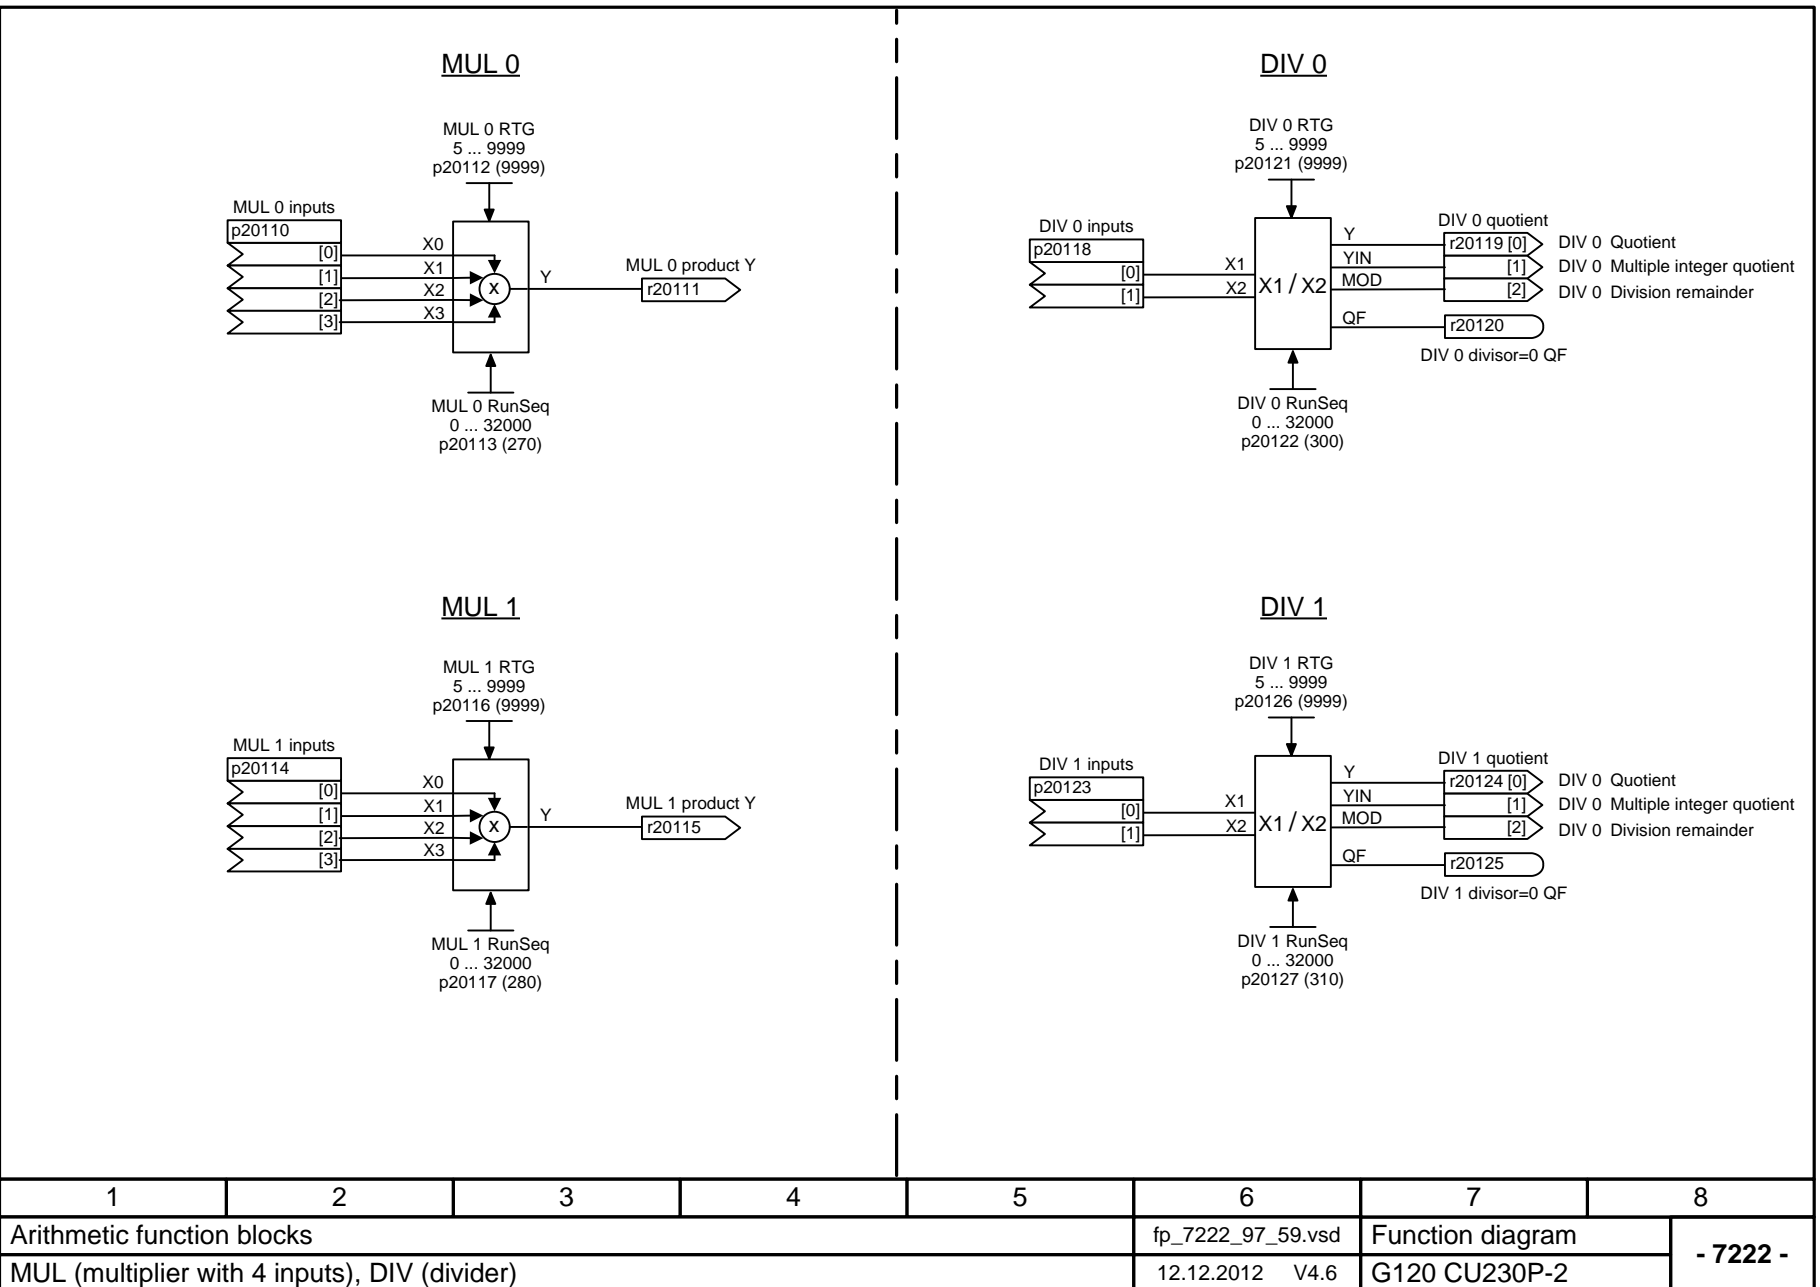 MUL 0
MUL 0 RTG
5 ... 9999
p20112 (9999)
MUL 0 inputs
p20110
[0]
[1]
[2]
[3]
X0
X1
X2
X3
X
Y
MUL 0 product Y
r20111
MUL 0 RunSeq
0 ... 32000
p20113 (270)
DIV 0
DIV 0 RTG
5 ... 9999
p20121 (9999)
DIV 0 inputs
p20118
[0]
[1]
X1
X2
X1 / X2
Y
YIN
MOD
QF
DIV 0 quotient
r20119 [0] DIV 0 Quotient
[1] DIV 0 Multiple integer quotient
[2] DIV 0 Division remainder
r20120
DIV 0 divisor=0 QF
DIV 0 RunSeq
0 ... 32000
p20122 (300)
MUL 1
MUL 1 RTG
5 ... 9999
p20116 (9999)
MUL 1 inputs
p20114
[0]
[1]
[2]
[3]
X0
X1
X2
X3
X
Y
MUL 1 product Y
r20115
MUL 1 RunSeq
0 ... 32000
p20117 (280)
DIV 1
DIV 1 RTG
5 ... 9999
p20126 (9999)
DIV 1 inputs
p20123
[0]
[1]
X1
X2
X1 / X2
Y
YIN
MOD
QF
DIV 1 quotient
r20124 [0] DIV 0 Quotient
[1] DIV 0 Multiple integer quotient
[2] DIV 0 Division remainder
r20125
DIV 1 divisor=0 QF
DIV 1 RunSeq
0 ... 32000
p20127 (310)
1 2 3 4 5 6 7 8
Arithmetic function blocks
fp_7222_97_59.vsd
Function diagram
- 7222 -
MUL (multiplier with 4 inputs), DIV (divider)
12.12.2012 V4.6
G120 CU230P-2